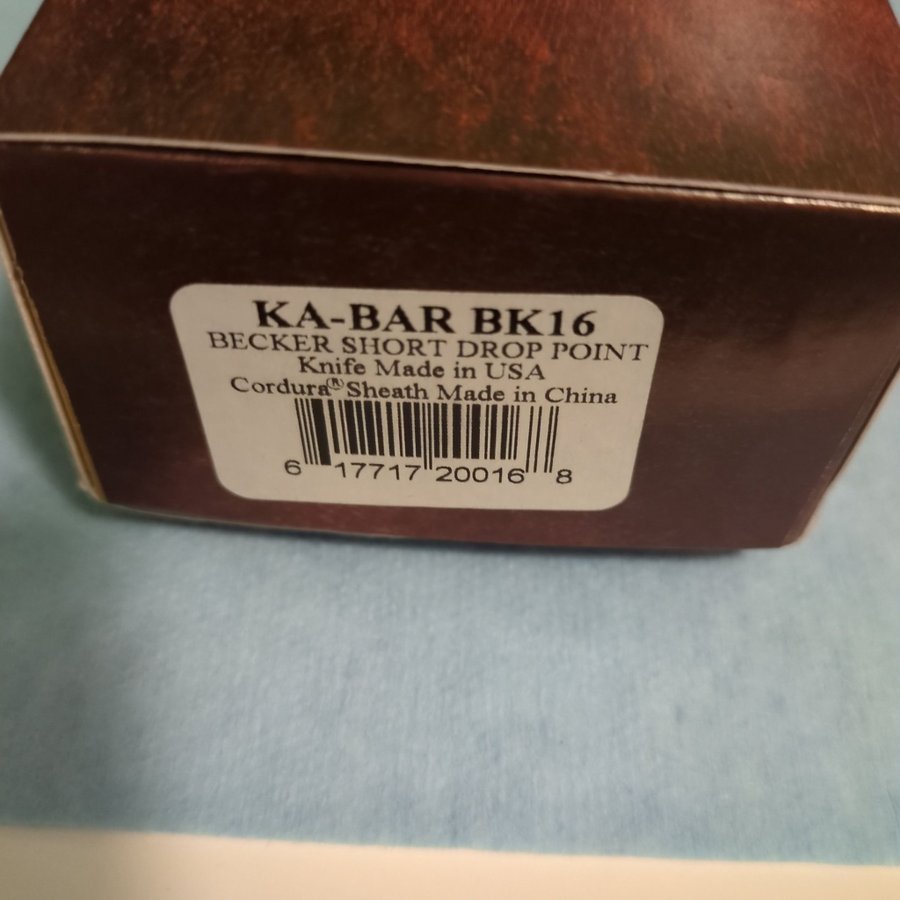 KA-BAR BK16
BECKER SHORT DROP POINT
Knife Made in USA
Cordura® Sheath Made in China
6 17717 20016 8